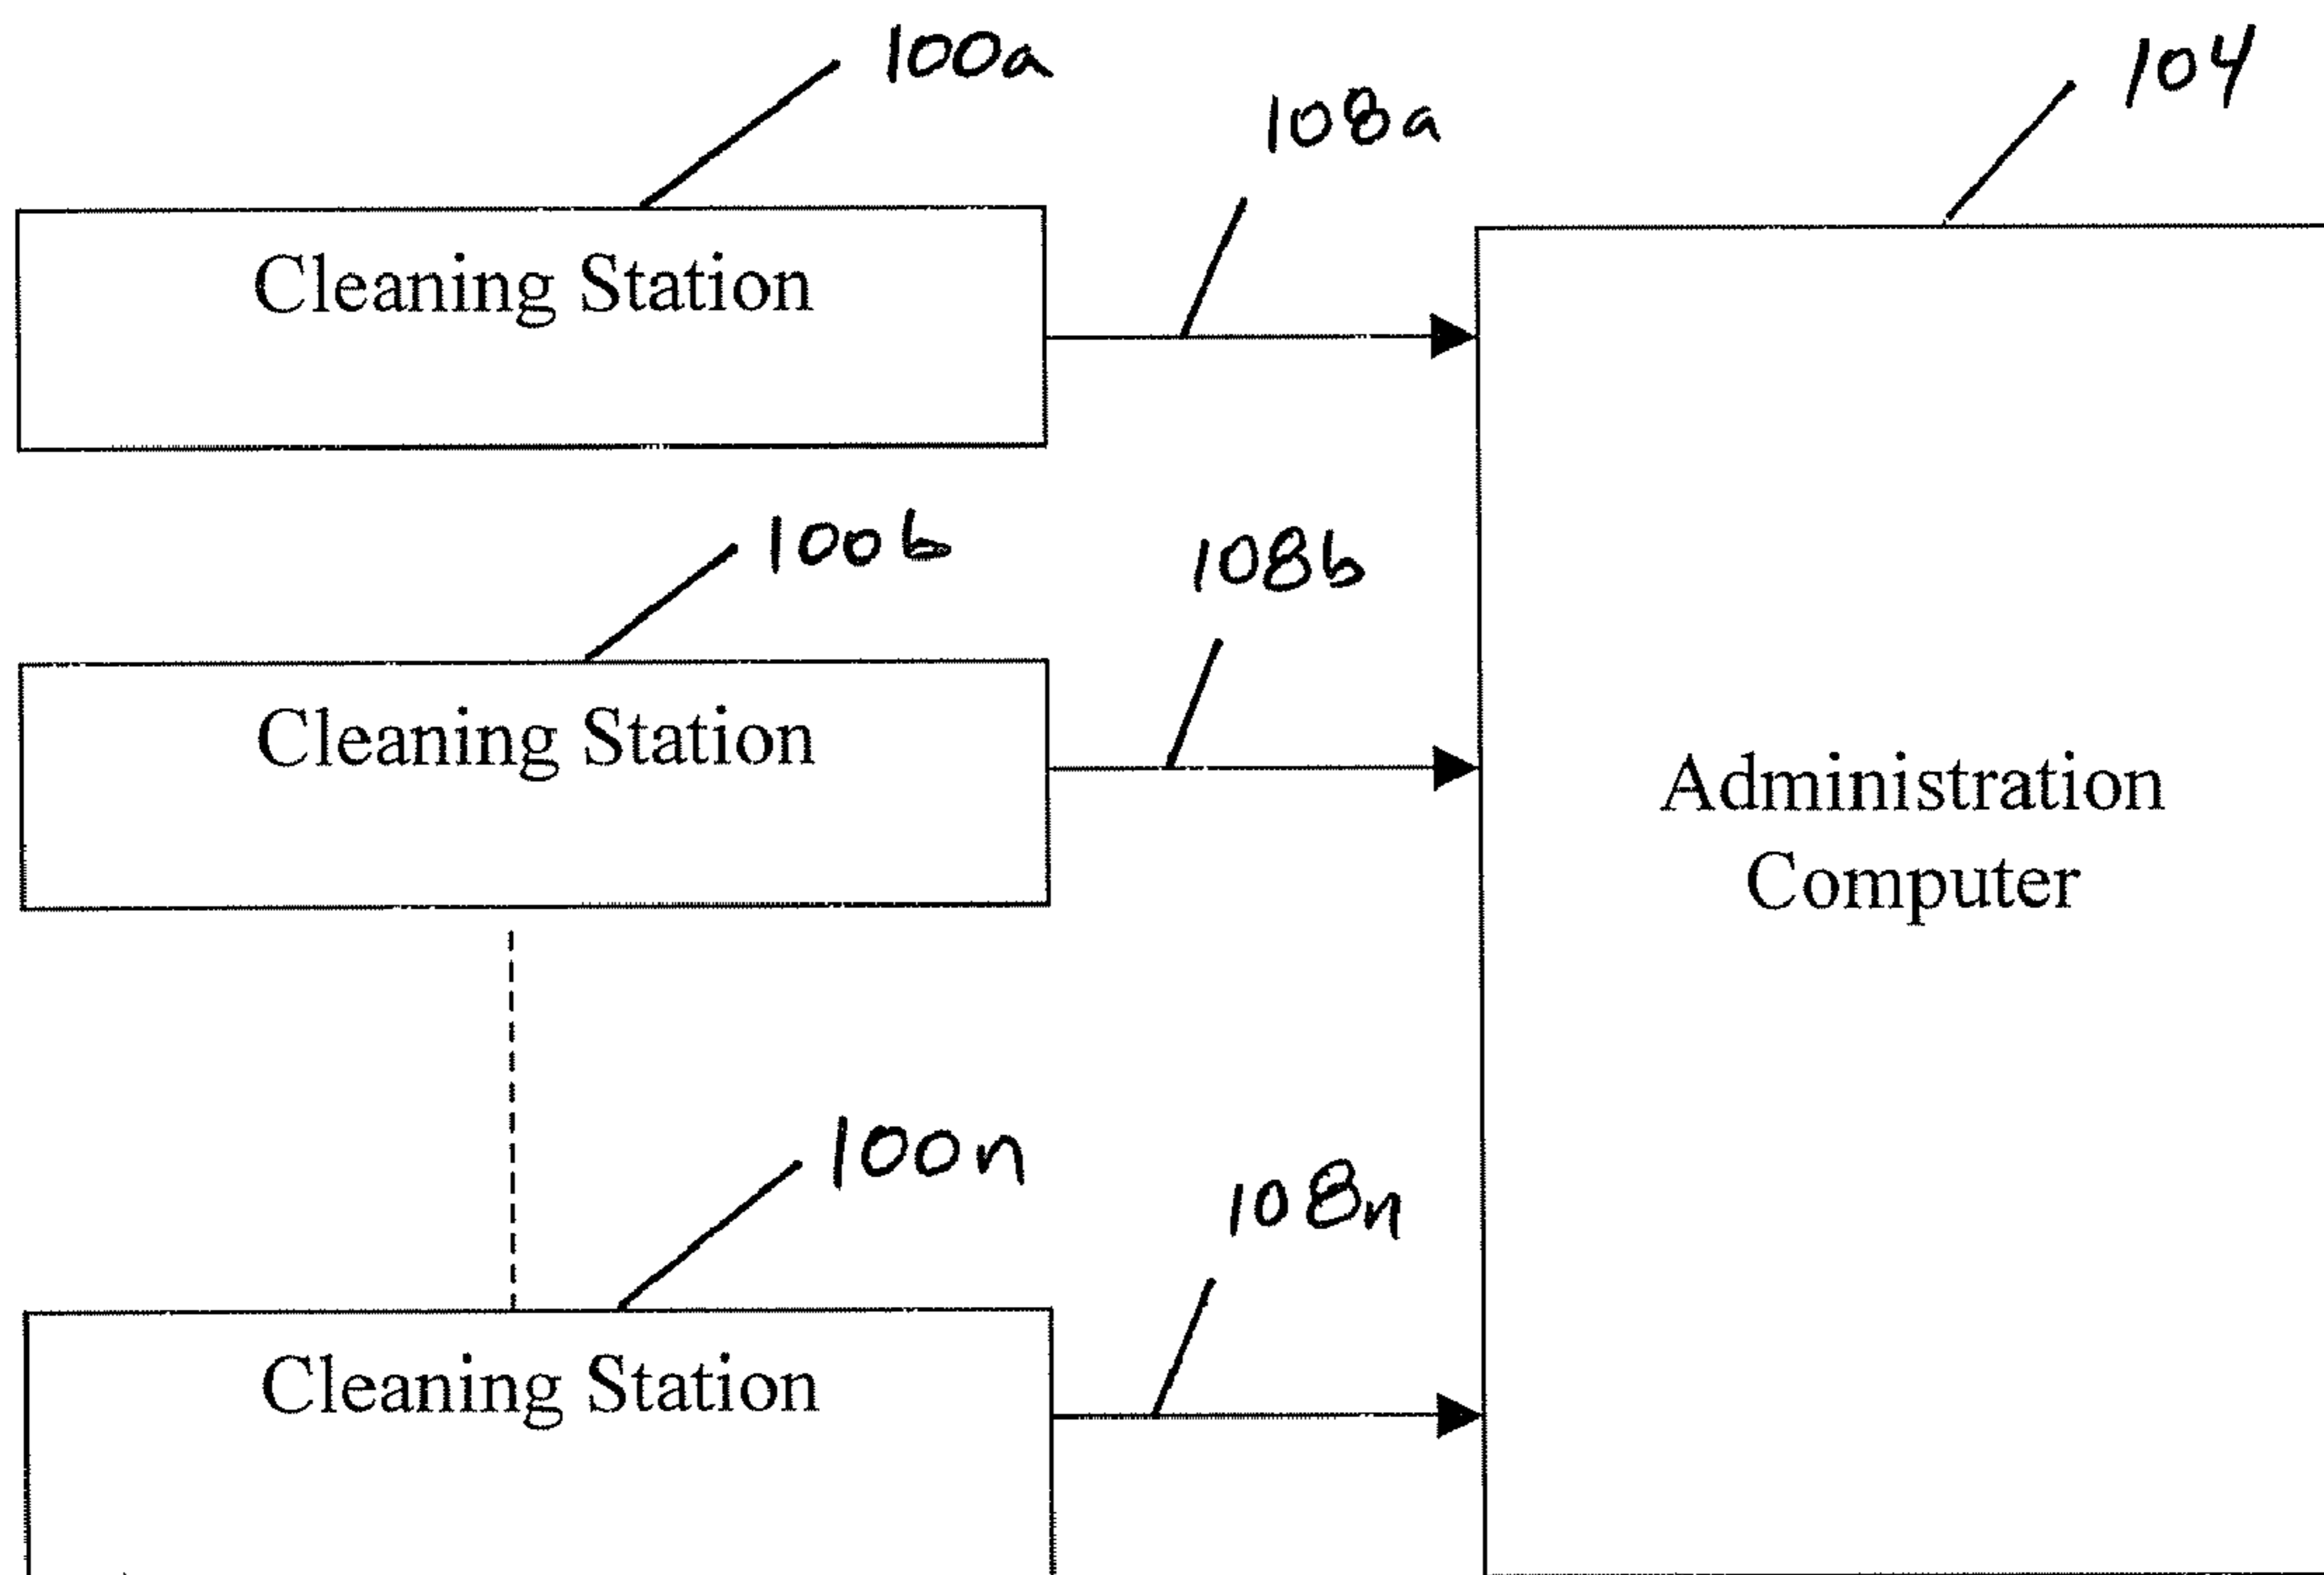 100a
108a
104
Cleaning Station
100b
108b
Cleaning Station
Administration
Computer
100n
108n
Cleaning Station